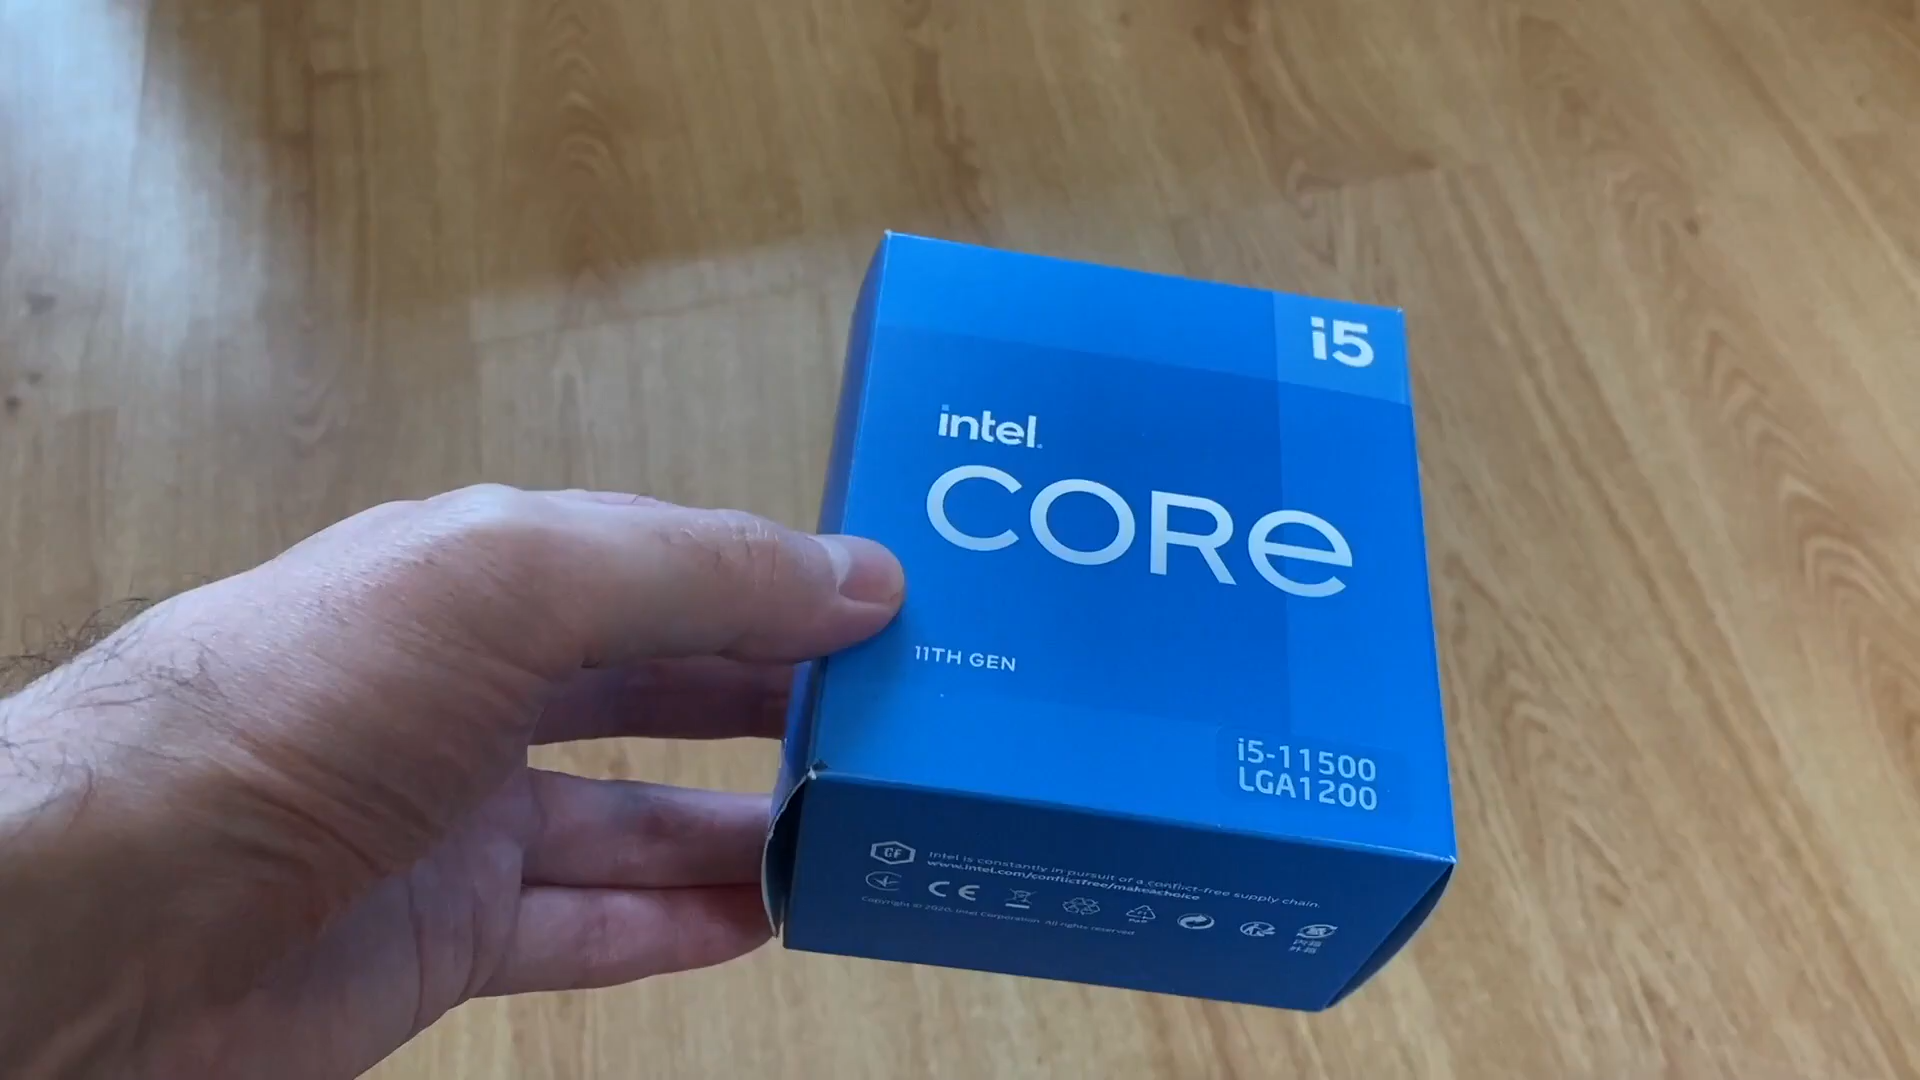 i5
intel.
CORe
11TH GEN
i5-11500
LGA1200
CF
Intel is constantly in pursuit of a conflict-free supply chain.
www.intel.com/conflictfree/makeachoice
CE
Copyright © 2020, Intel Corporation. All rights reserved